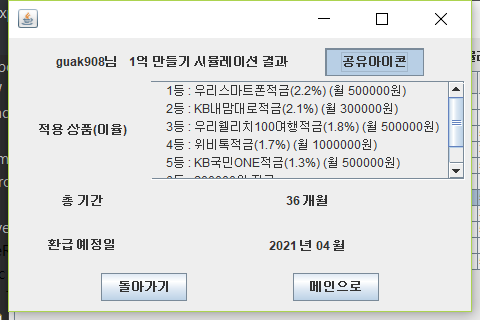 guak908님 1억 만들기 시뮬레이션 결과 공유아이콘
적용 상품(이율)
1등 : 우리스마트폰적금(2.2%) (월 500000원)
2등 : KB내맘대로적금(2.1%) (월 300000원)
3등 : 우리웰리치100여행적금(1.8%) (월 500000원)
4등 : 위비톡적금(1.7%) (월 1000000원)
5등 : KB국민ONE적금(1.3%) (월 500000원)
총 기간 36 개월
환급 예정일 2021 년 04 월
돌아가기 메인으로